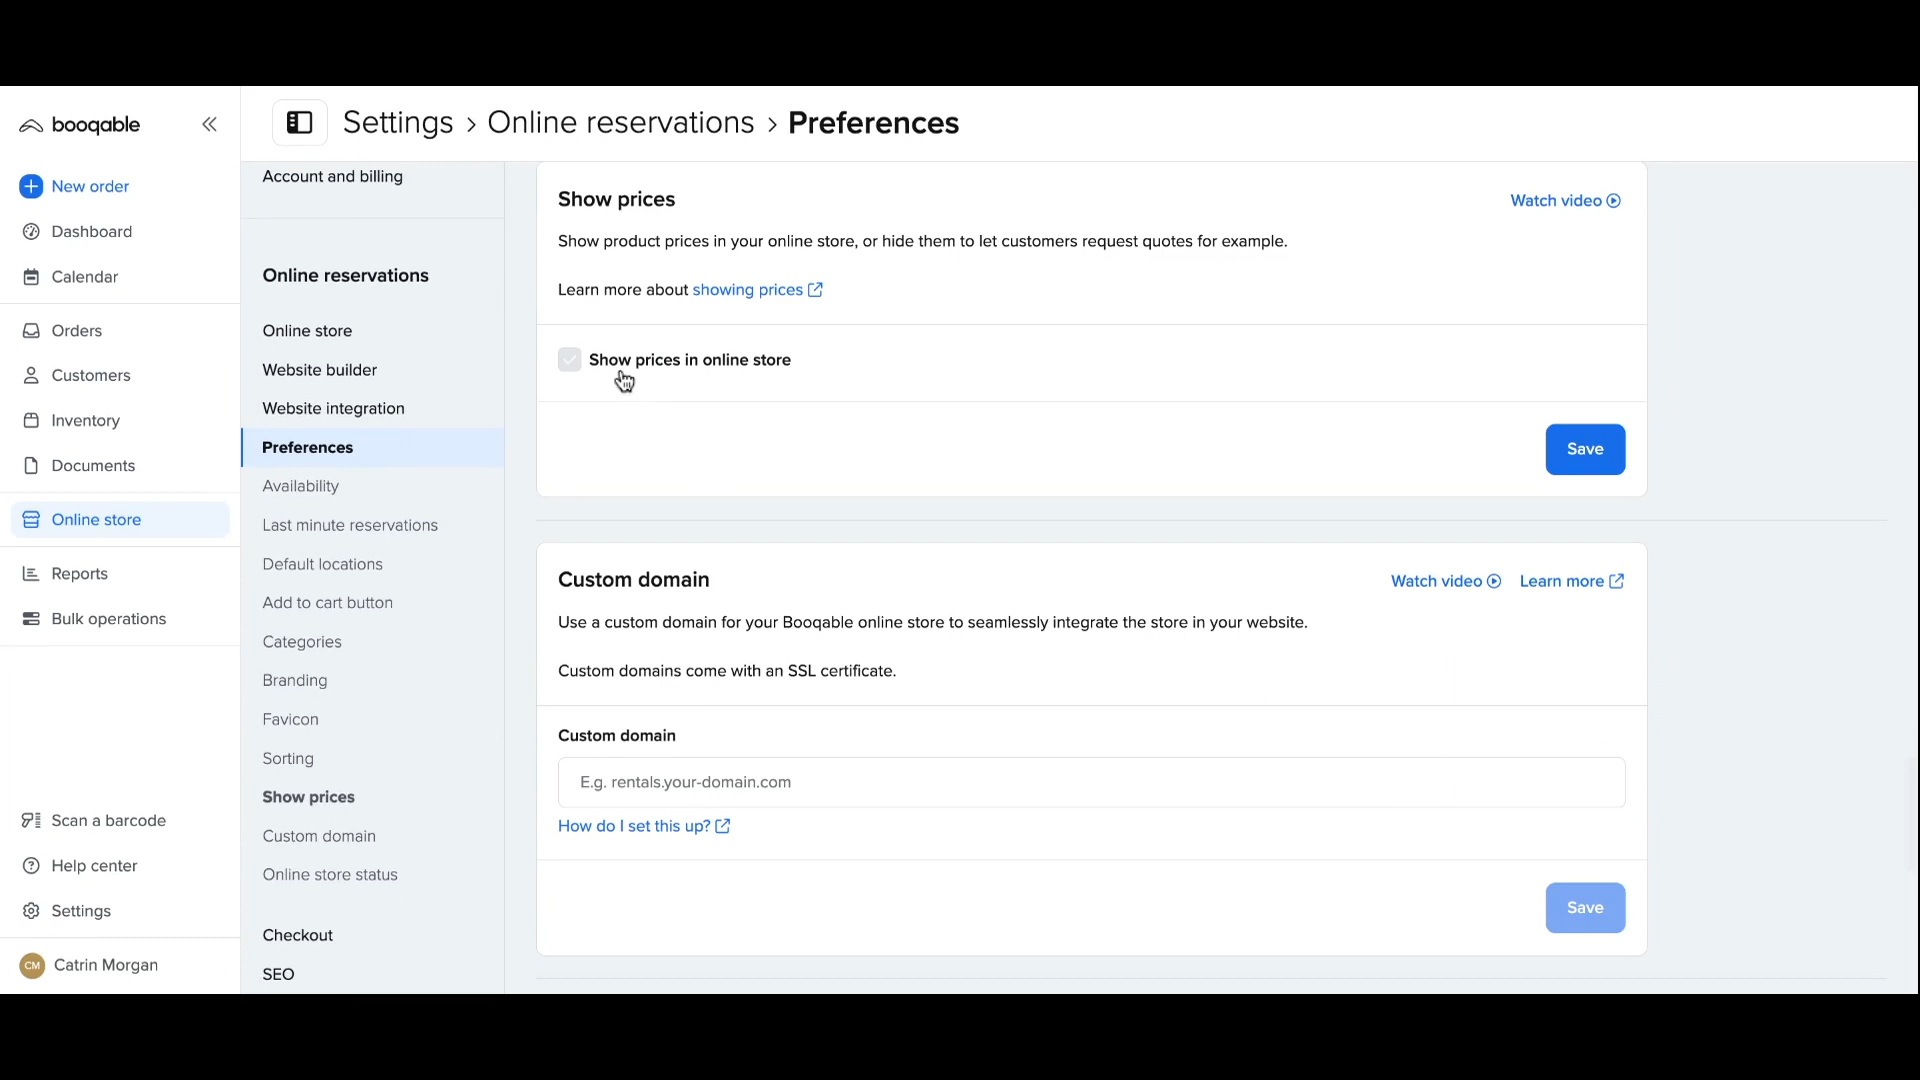 booqable
New order
Dashboard
Calendar
Orders
Customers
Inventory
Documents
Online store
Reports
Bulk operations
Scan a barcode
Help center
Settings
CM Catrin Morgan
Settings > Online reservations > Preferences
Account and billing
Online reservations
Online store
Website builder
Website integration
Preferences
Availability
Last minute reservations
Default locations
Add to cart button
Categories
Branding
Favicon
Sorting
Show prices
Custom domain
Online store status
Checkout
SEO
Show prices
Watch video
Show product prices in your online store, or hide them to let customers request quotes for example.
Learn more about showing prices
Show prices in online store
Save
Custom domain
Watch video Learn more
Use a custom domain for your Booqable online store to seamlessly integrate the store in your website.
Custom domains come with an SSL certificate.
Custom domain
E.g. rentals.your-domain.com
How do I set this up?
Save